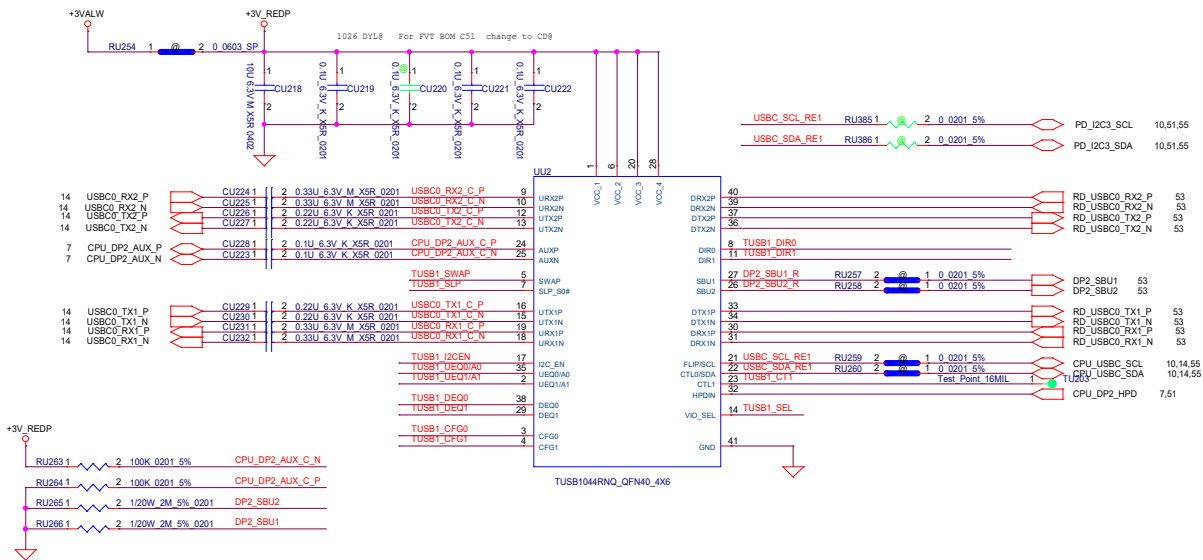 +3VALW
+3V_REDP
1026 DYL@ For FVT BOM C51 change to CD@
RU254 1 @ 2 0_0603_SP
10U_6.3V_M_X5R_0402 1 2 CU218
0.1U_6.3V_K_X5R_0201 1 2 CU219
0.1U_6.3V_K_X5R_0201 @ 1 2 CU220
0.1U_6.3V_K_X5R_0201 1 2 CU221
0.1U_6.3V_K_X5R_0201 1 2 CU222
USBC_SCL_RE1 RU385 2 @ 1 0_0201_5% PD_I2C3_SCL 10,51,55
USBC_SDA_RE1 RU386 2 @ 1 0_0201_5% PD_I2C3_SDA 10,51,55
1 6 20 28
UU2
VCC_1 VCC_2 VCC_3 VCC_4
14 USBC0_RX2_P CU224 1 2 0.33U_6.3V_M_X5R_0201 USBC0_RX2_C_P 9 URX2P DRX2P 40 RD_USBC0_RX2_P 53
14 USBC0_RX2_N CU225 1 2 0.33U_6.3V_M_X5R_0201 USBC0_RX2_C_N 10 URX2N DRX2N 39 RD_USBC0_RX2_N 53
14 USBC0_TX2_P CU226 1 2 0.22U_6.3V_K_X5R_0201 USBC0_TX2_C_P 12 UTX2P DTX2P 37 RD_USBC0_TX2_P 53
14 USBC0_TX2_N CU227 1 2 0.22U_6.3V_K_X5R_0201 USBC0_TX2_C_N 13 UTX2N DTX2N 36 RD_USBC0_TX2_N 53
7 CPU_DP2_AUX_P CU228 1 2 0.1U_6.3V_K_X5R_0201 CPU_DP2_AUX_C_P 24 AUXP DIR0 8 TUSB1_DIR0
7 CPU_DP2_AUX_N CU223 1 2 0.1U_6.3V_K_X5R_0201 CPU_DP2_AUX_C_N 25 AUXN DIR1 11 TUSB1_DIR1
TUSB1_SWAP 5 SWAP SBU1 27 DP2_SBU1_R RU257 2 @ 1 0_0201_5% DP2_SBU1 53
TUSB1_SLP 7 SLP_S0# SBU2 26 DP2_SBU2_R RU258 2 1 0_0201_5% DP2_SBU2 53
14 USBC0_TX1_P CU229 1 2 0.22U_6.3V_K_X5R_0201 USBC0_TX1_C_P 16 UTX1P DTX1P 33 RD_USBC0_TX1_P 53
14 USBC0_TX1_N CU230 1 2 0.22U_6.3V_K_X5R_0201 USBC0_TX1_C_N 15 UTX1N DTX1N 34 RD_USBC0_TX1_N 53
14 USBC0_RX1_P CU231 1 2 0.33U_6.3V_M_X5R_0201 USBC0_RX1_C_P 19 URX1P DRX1P 30 RD_USBC0_RX1_P 53
14 USBC0_RX1_N CU232 1 2 0.33U_6.3V_M_X5R_0201 USBC0_RX1_C_N 18 URX1N DRX1N 31 RD_USBC0_RX1_N 53
TUSB1_I2CEN 17 I2C_EN FLIP/SCL 21 USBC_SCL_RE1 RU259 2 @ 1 0_0201_5% CPU_USBC_SCL 10,14,55
TUSB1_UEQ0/A0 35 UEQ0/A0 CTL0/SDA 22 USBC_SDA_RE1 RU260 2 @ 1 0_0201_5% CPU_USBC_SDA 10,14,55
TUSB1_UEQ1/A1 2 UEQ1/A1 CTL1 23 TUSB1_CT1 Test_Point_16MIL 1 TU203
HPDIN 32 CPU_DP2_HPD 7,51
TUSB1_DEQ0 38 DEQ0
TUSB1_DEQ1 29 DEQ1 VIO_SEL 14 TUSB1_SEL
TUSB1_CFG0 3 CFG0
TUSB1_CFG1 4 CFG1 GND 41
TUSB1044RNQ_QFN40_4X6
+3V_REDP
RU263 1 2 100K_0201_5% CPU_DP2_AUX_C_N
RU264 1 2 100K_0201_5% CPU_DP2_AUX_C_P
RU265 1 2 1/20W_2M_5%_0201 DP2_SBU2
RU266 1 2 1/20W_2M_5%_0201 DP2_SBU1